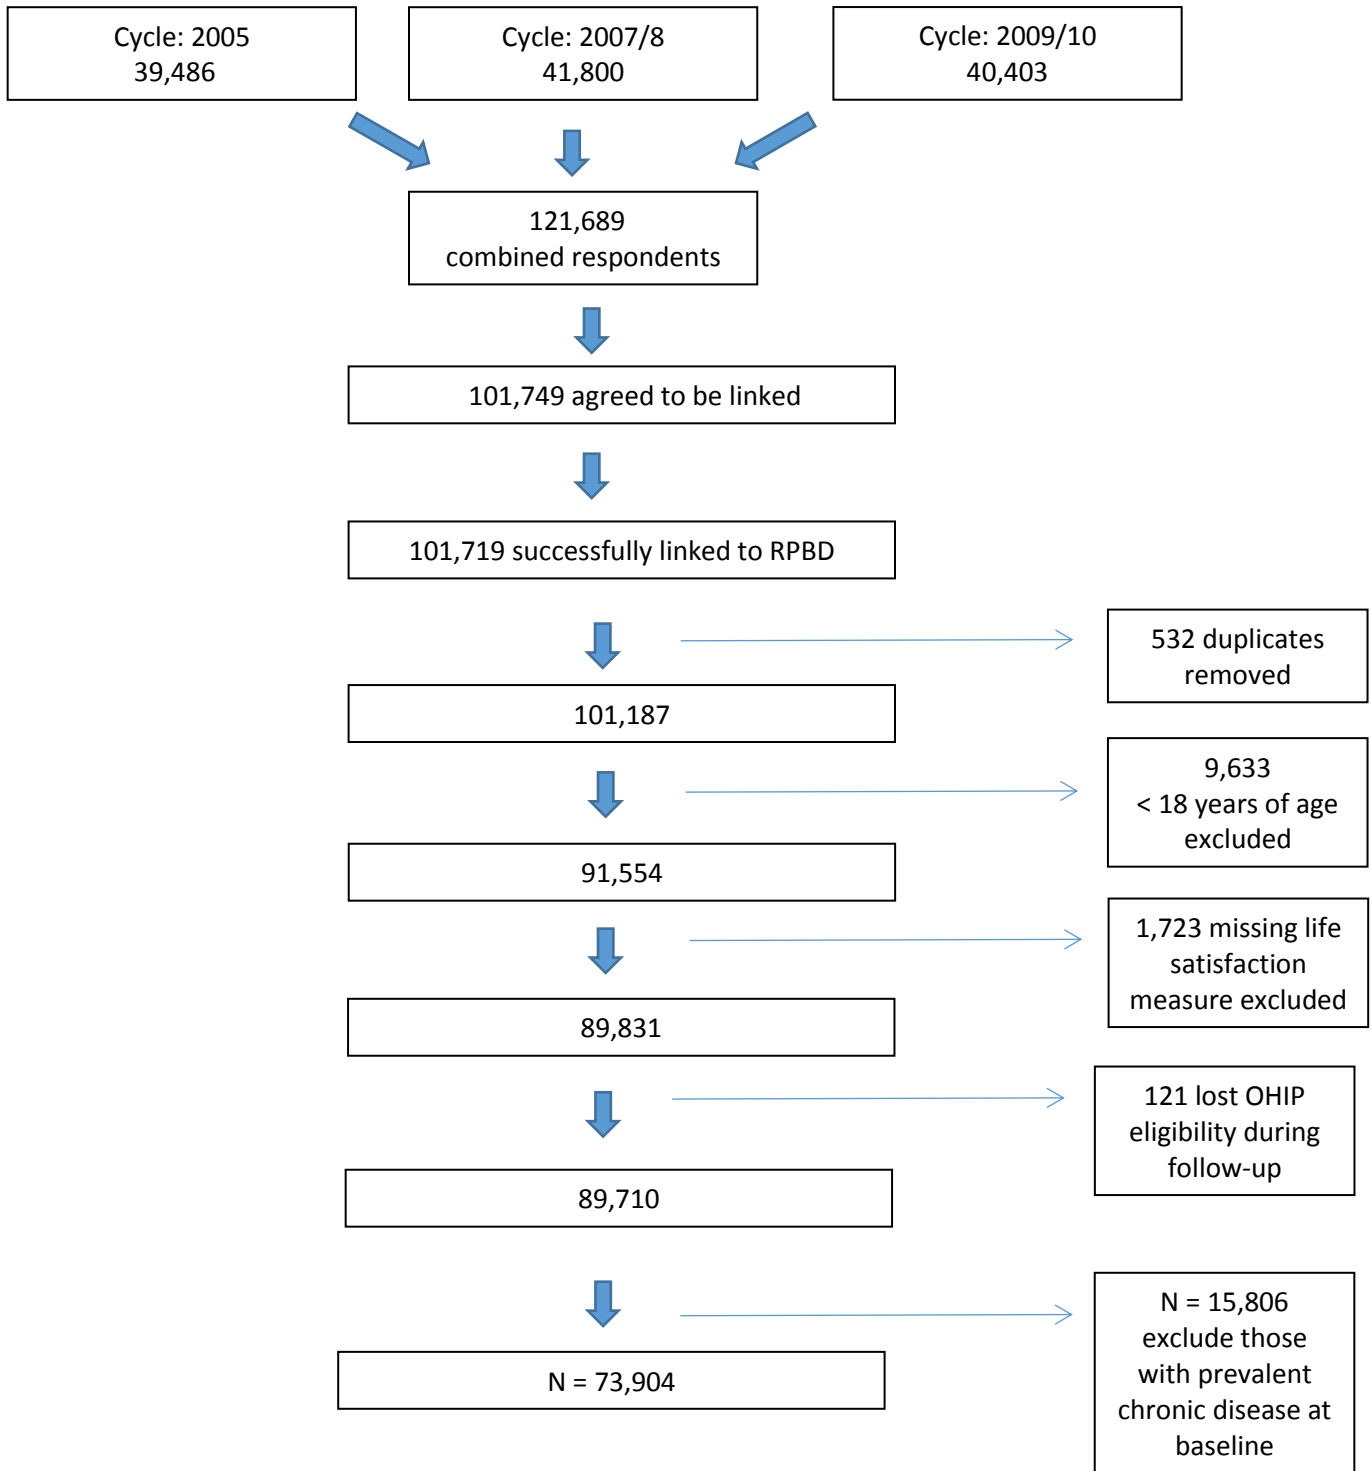 Cycle: 2005
39,486
Cycle: 2007/8
41,800
Cycle: 2009/10
40,403
121,689
combined respondents
101,749 agreed to be linked
101,719 successfully linked to RPBD
532 duplicates
removed
101,187
9,633
< 18 years of age
excluded
91,554
1,723 missing life
satisfaction
measure excluded
89,831
121 lost OHIP
eligibility during
follow-up
89,710
N = 15,806
exclude those
with prevalent
chronic disease at
baseline
N = 73,904